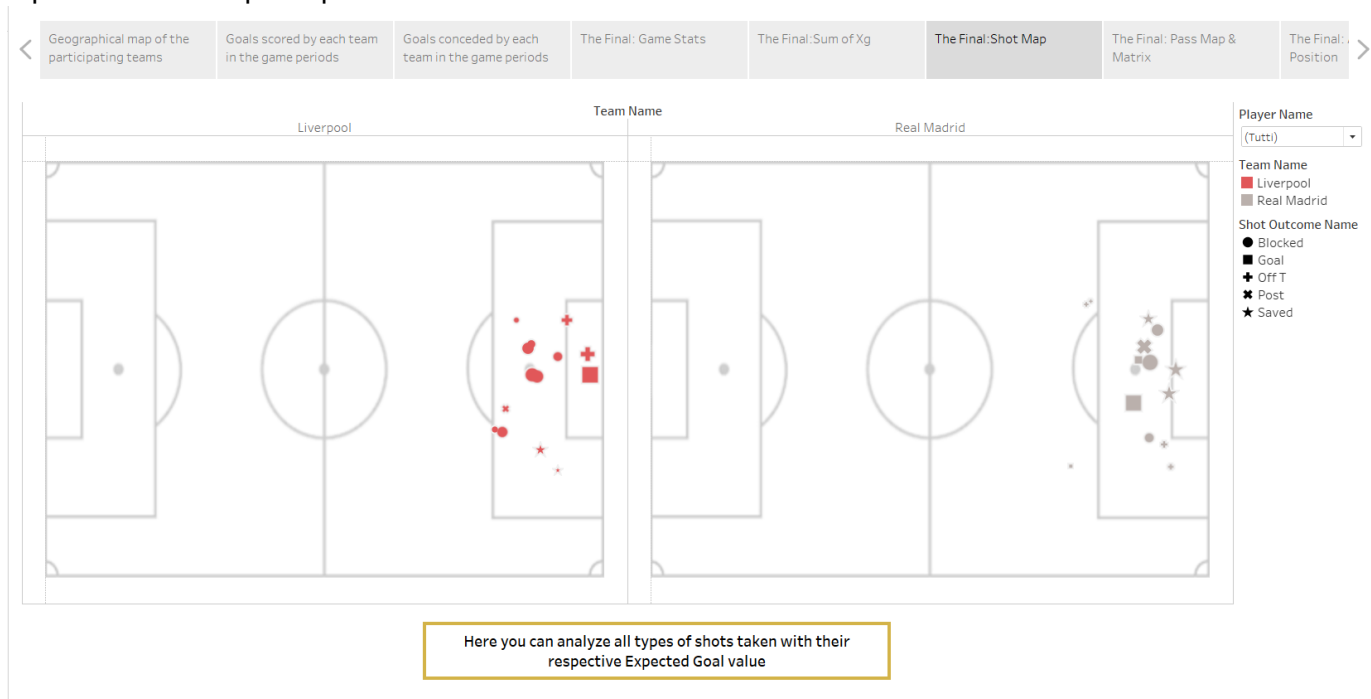 Geographical map of the
participating teams
Goals scored by each team
in the game periods
Goals conceded by each
team in the game periods
The Final: Game Stats
The Final:Sum of Xg
The Final:Shot Map
The Final: Pass Map &
Matrix
The Final:
Position
Team Name
Liverpool
Real Madrid
Player Name
(Tutti)
Team Name
Liverpool
Real Madrid
Shot Outcome Name
Blocked
Goal
Off T
Post
Saved
Here you can analyze all types of shots taken with their
respective Expected Goal value